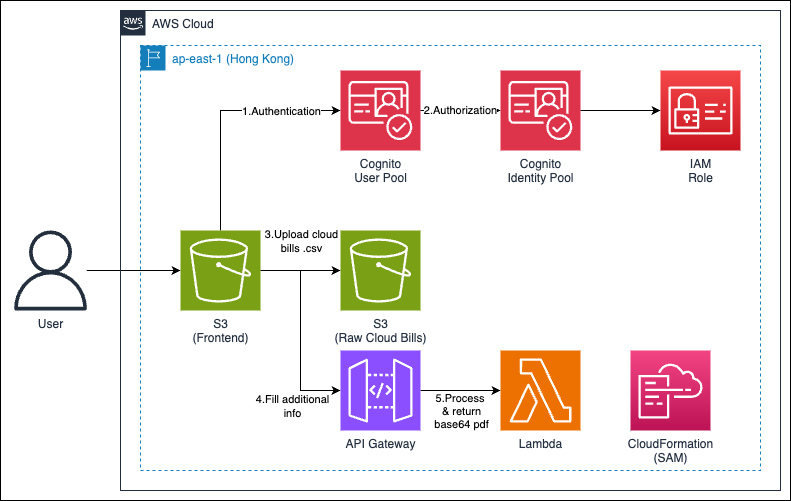 aws
AWS Cloud
ap-east-1 (Hong Kong)
1.Authentication
2.Authorization
Cognito
User Pool
Cognito
Identity Pool
IAM
Role
3.Upload cloud
bills .csv
User
S3
(Frontend)
S3
(Raw Cloud Bills)
4.Fill additional
info
5.Process
& return
base64 pdf
API Gateway
Lambda
CloudFormation
(SAM)